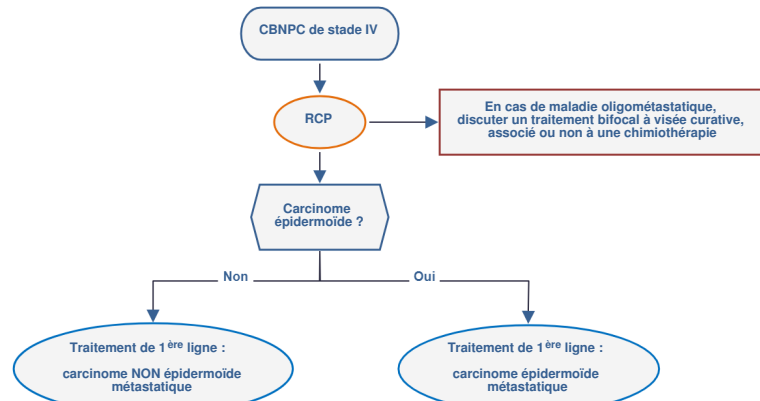 CBNPC de stade IV
RCP
En cas de maladie oligométastatique,
discuter un traitement bifocal à visée curative,
associé ou non à une chimiothérapie
Carcinome
épidermoïde ?
Non
Oui
Traitement de 1ère ligne :
carcinome NON épidermoïde
métastatique
Traitement de 1ère ligne :
carcinome épidermoïde
métastatique